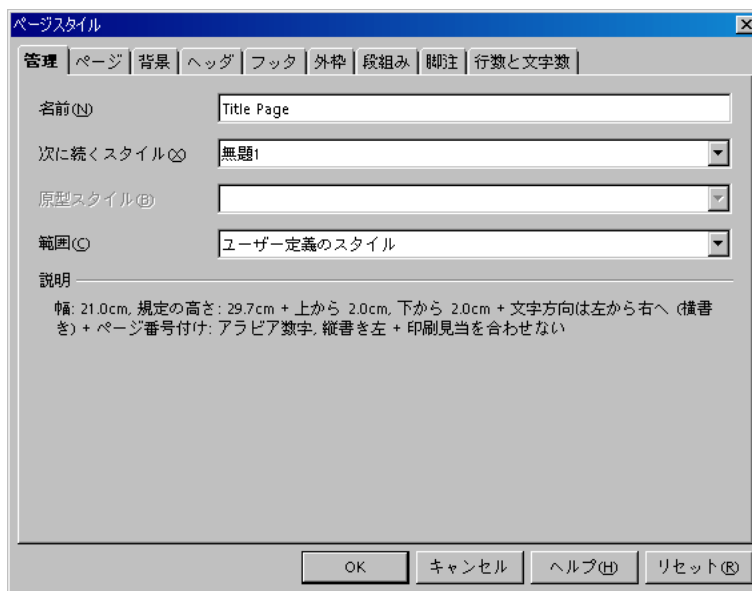 ページスタイル
管理 ページ 背景 ヘッダ フッタ 外枠 段組み 脚注 行数と文字数
名前(N) Title Page
次に続くスタイル(X) 無題1
原型スタイル(B)
範囲(C) ユーザー定義のスタイル
説明
幅: 21.0cm, 規定の高さ: 29.7cm + 上から 2.0cm, 下から 2.0cm + 文字方向は左から右へ (横書
き) + ページ番号付け: アラビア数字, 縦書き左 + 印刷見当を合わせない
OK キャンセル ヘルプ(H) リセット(R)